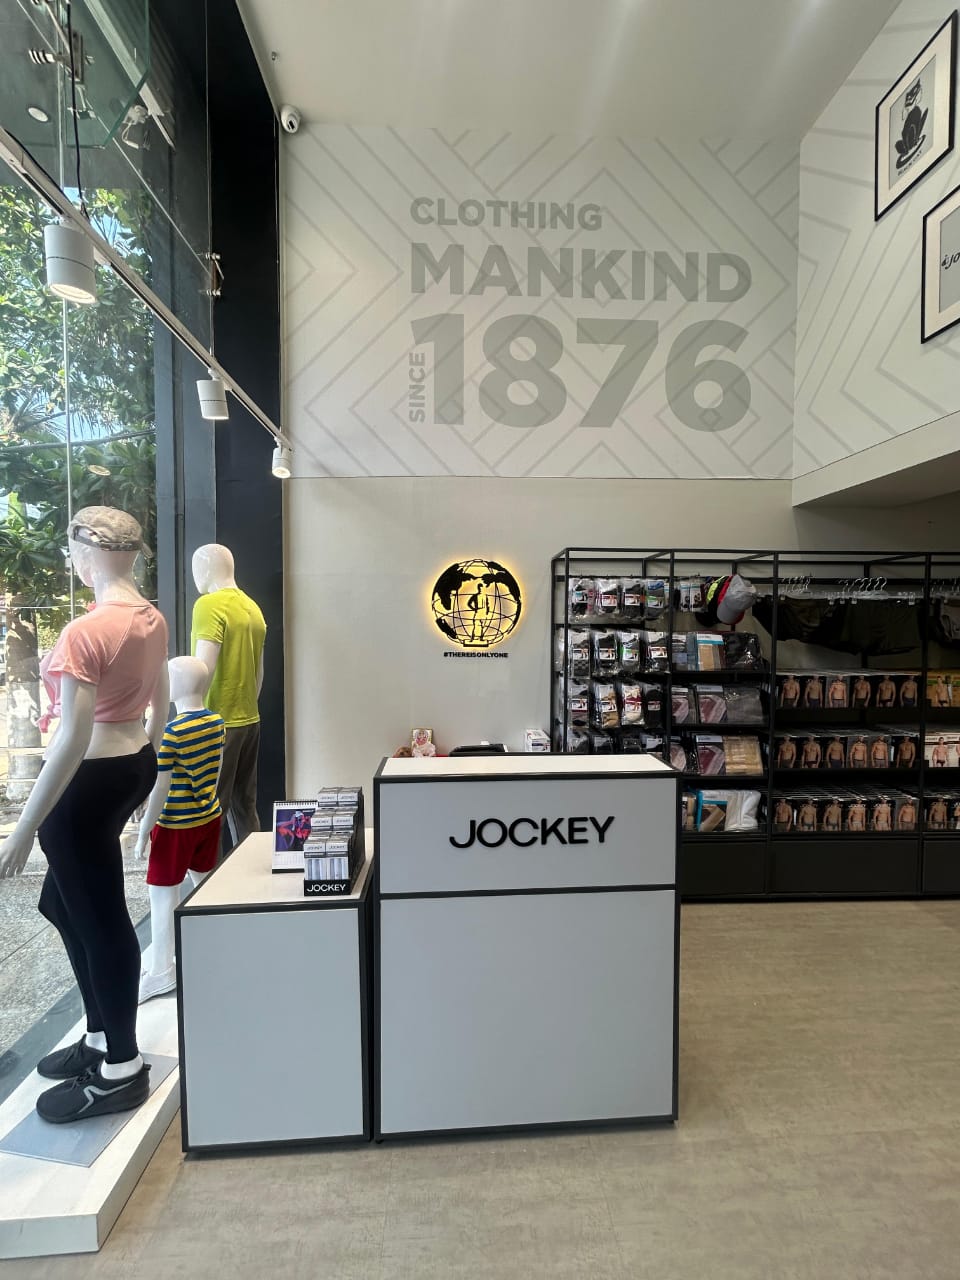 CLOTHING
MANKIND
SINCE 1876
#THEREISONLYONE
JOCKEY
JOCKEY